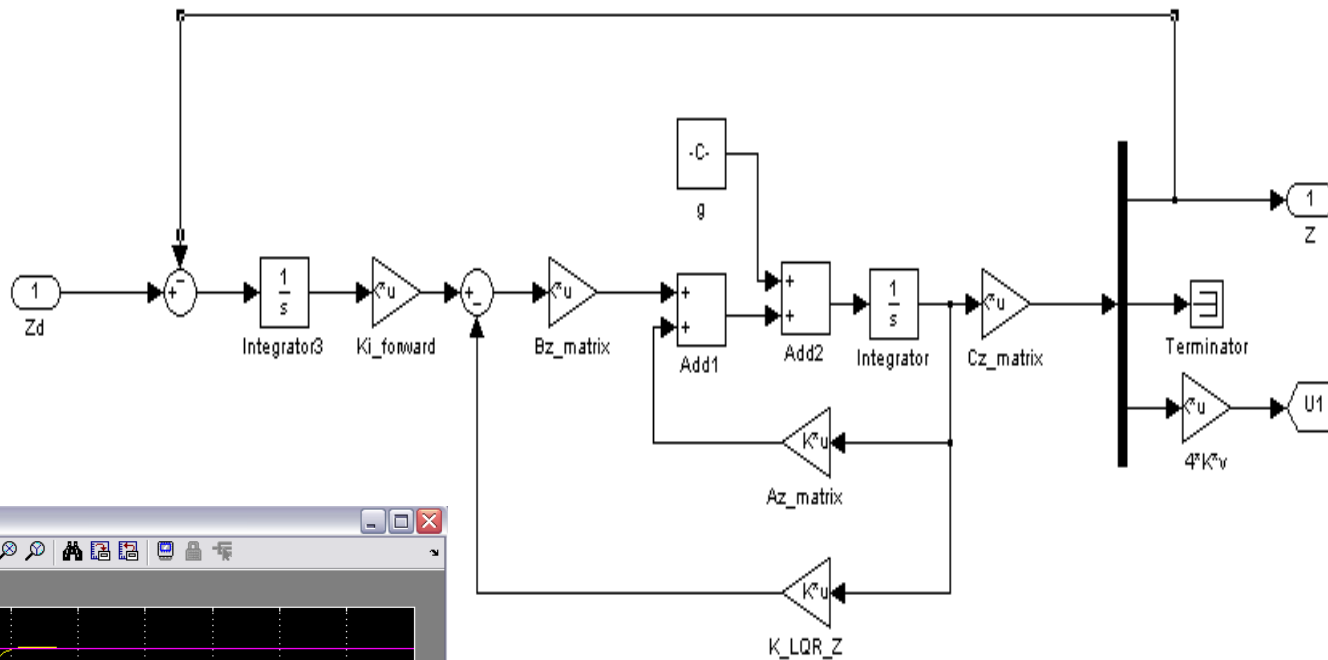 1
Zd
1
s
Integrator3
<*u
Ki_forward
<*u
Bz_matrix
-C-
g
Add1
Add2
1
s
Integrator
<*u
Cz_matrix
1
Z
Terminator
<*u
4*K*v
U1
K*u
Az_matrix
K*u
K_LQR_Z